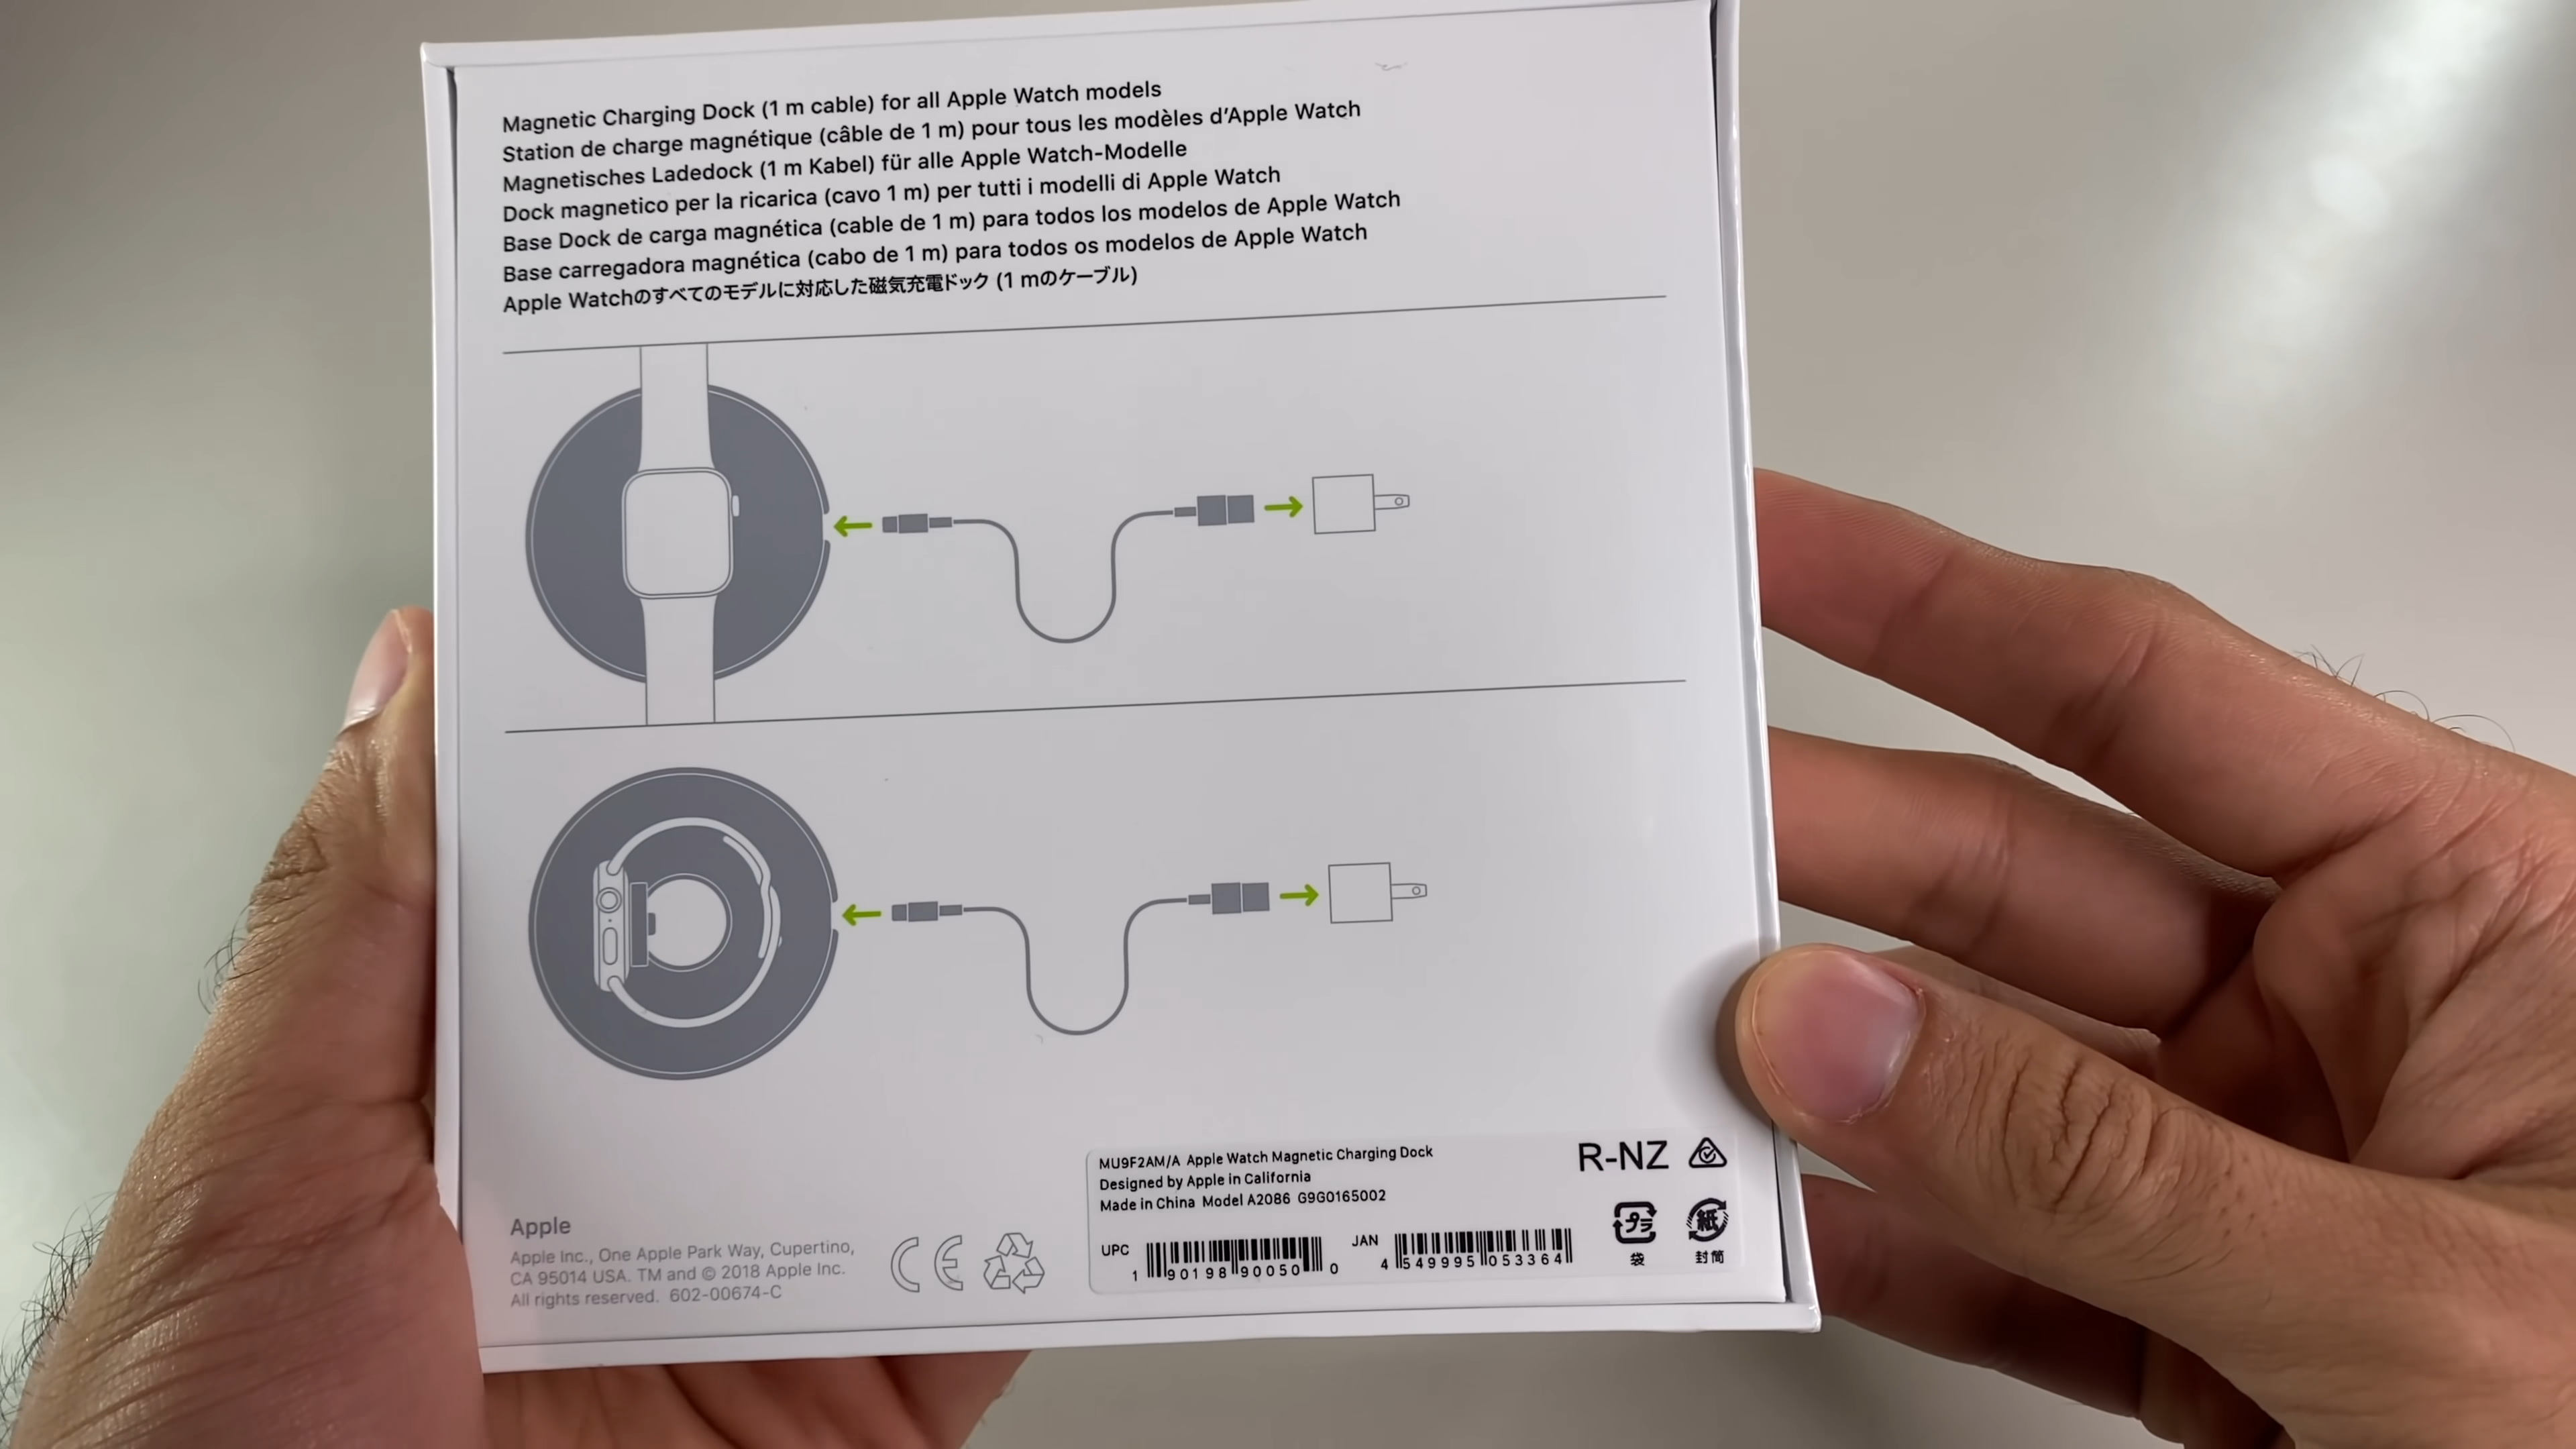 Magnetic Charging Dock (1 m cable) for all Apple Watch models
Station de charge magnétique (câble de 1 m) pour tous les modèles d’Apple Watch
Magnetisches Ladedock (1 m Kabel) für alle Apple Watch-Modelle
Dock magnetico per la ricarica (cavo 1 m) per tutti i modelli di Apple Watch
Base Dock de carga magnética (cable de 1 m) para todos los modelos de Apple Watch
Base carregadora magnética (cabo de 1 m) para todos os modelos de Apple Watch
Apple Watchのすべてのモデルに対応した磁気充電ドック (1 mのケーブル)
Apple
Apple Inc., One Apple Park Way, Cupertino,
CA 95014 USA. TM and © 2018 Apple Inc.
All rights reserved. 602-00674-C
CE
MU9F2AM/A Apple Watch Magnetic Charging Dock
Designed by Apple in California
Made in China Model A2086 G9G0165002
R-NZ
UPC
1 90198 90050 0
JAN
4 549995 053364
プラ
袋
紙
封筒